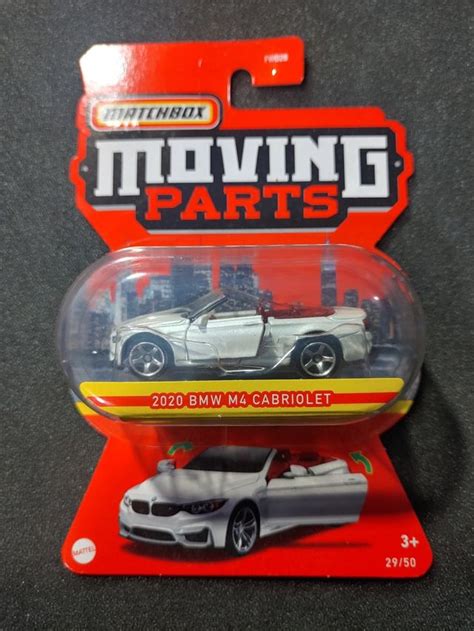 MATCHBOX
MOVING
PARTS
2020 BMW M4 CABRIOLET
MATTEL
3+
29/50